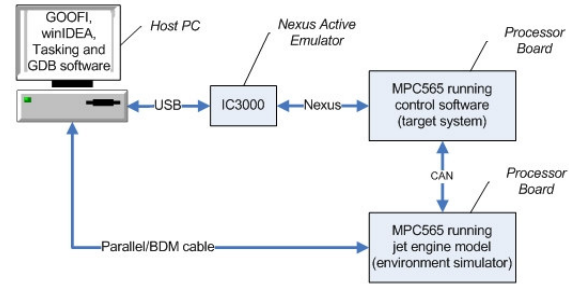 GOOFI,
winIDEA,
Tasking and
GDB software
Host PC
Nexus Active
Emulator
Processor
Board
USB
IC3000
Nexus
MPC565 running
control software
(target system)
CAN
Processor
Board
MPC565 running
jet engine model
(environment simulator)
Parallel/BDM cable